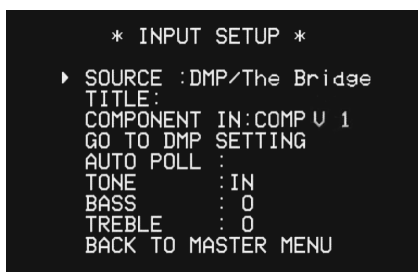 * INPUT SETUP *
▶ SOURCE :DMP/The Bridge
TITLE:
COMPONENT IN:COMP V 1
GO TO DMP SETTING
AUTO POLL :
TONE :IN
BASS : 0
TREBLE : 0
BACK TO MASTER MENU